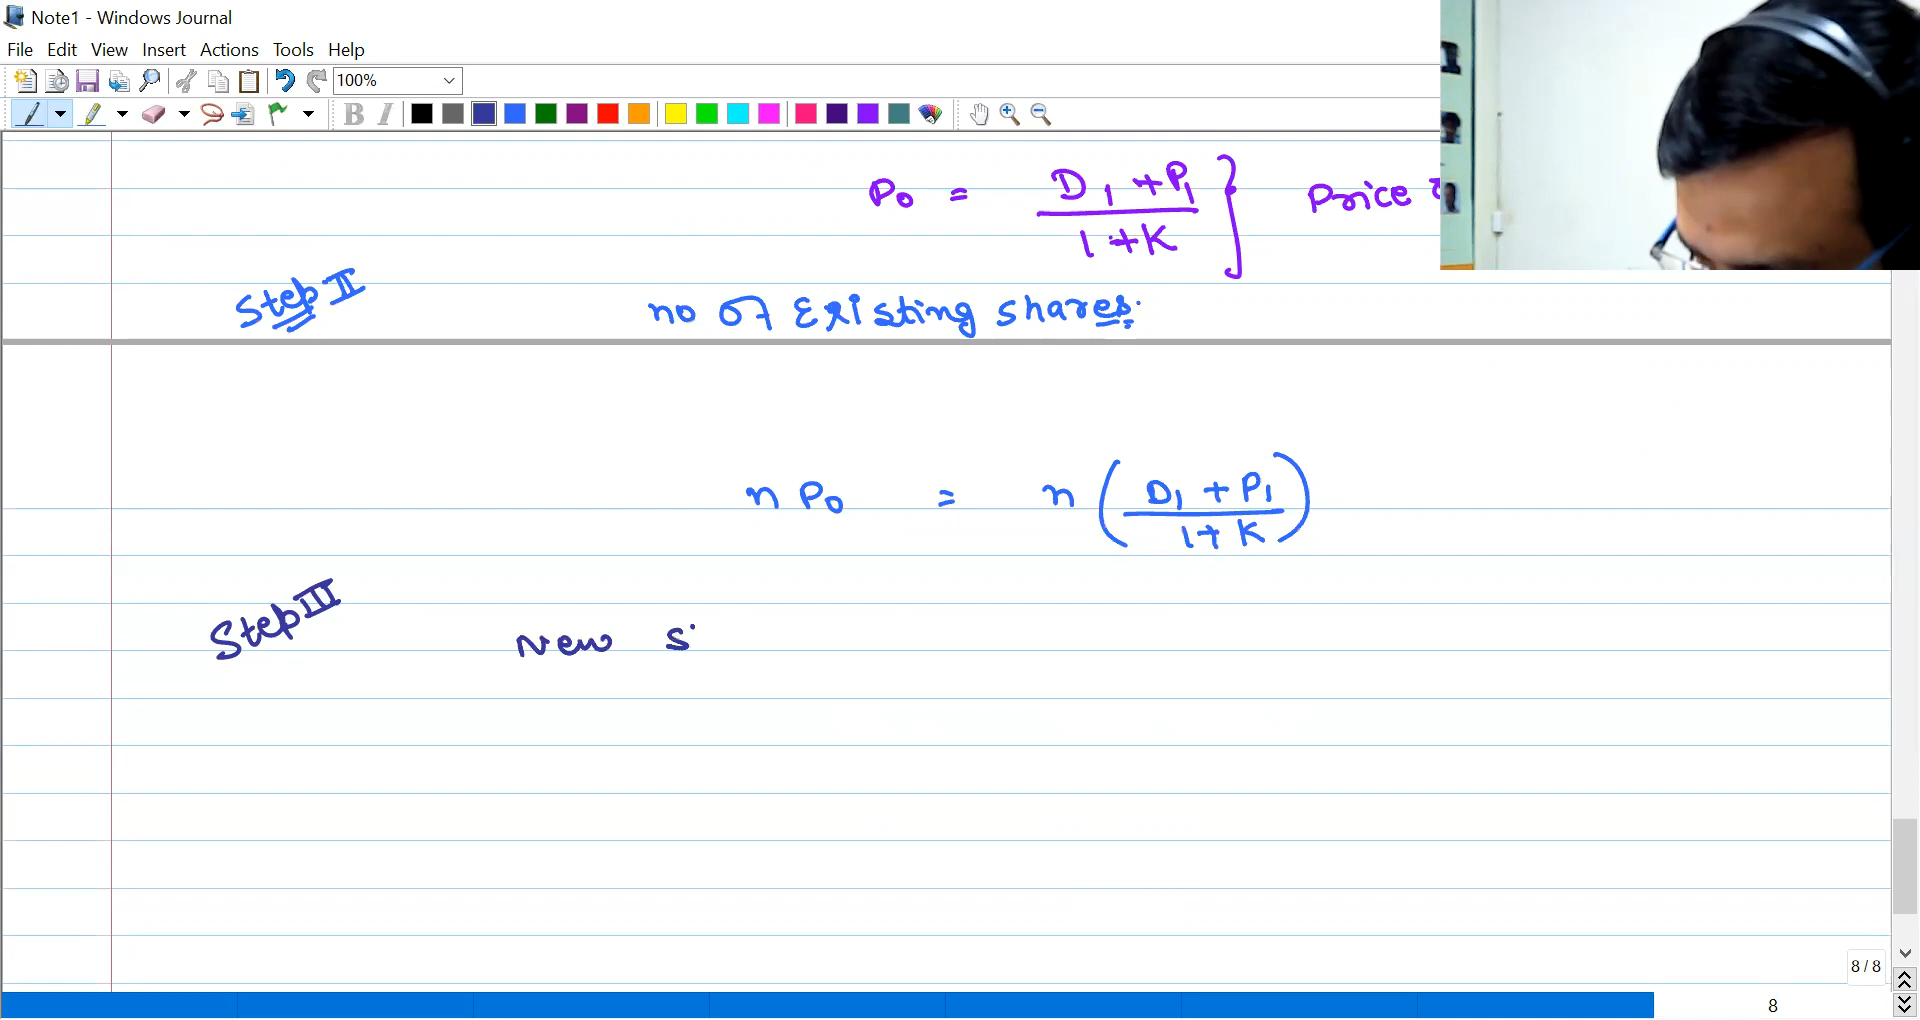 Note1 - Windows Journal
File Edit View Insert Actions Tools Help
100%
B I
P0 = D1 + P1 / 1 + K } Price
Step II
no of Existing shares.
n P0 = n ( D1 + P1 / 1 + K )
Step III
New s
8 / 8
8